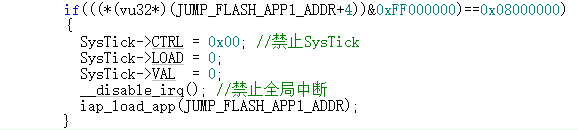 if(((*(vu32*)(JUMP_FLASH_APP1_ADDR+4))&0xFF000000)==0x08000000)
{
SysTick->CTRL = 0x00; //禁止SysTick
SysTick->LOAD = 0;
SysTick->VAL = 0;
__disable_irq(); //禁止全局中断
iap_load_app(JUMP_FLASH_APP1_ADDR);
}